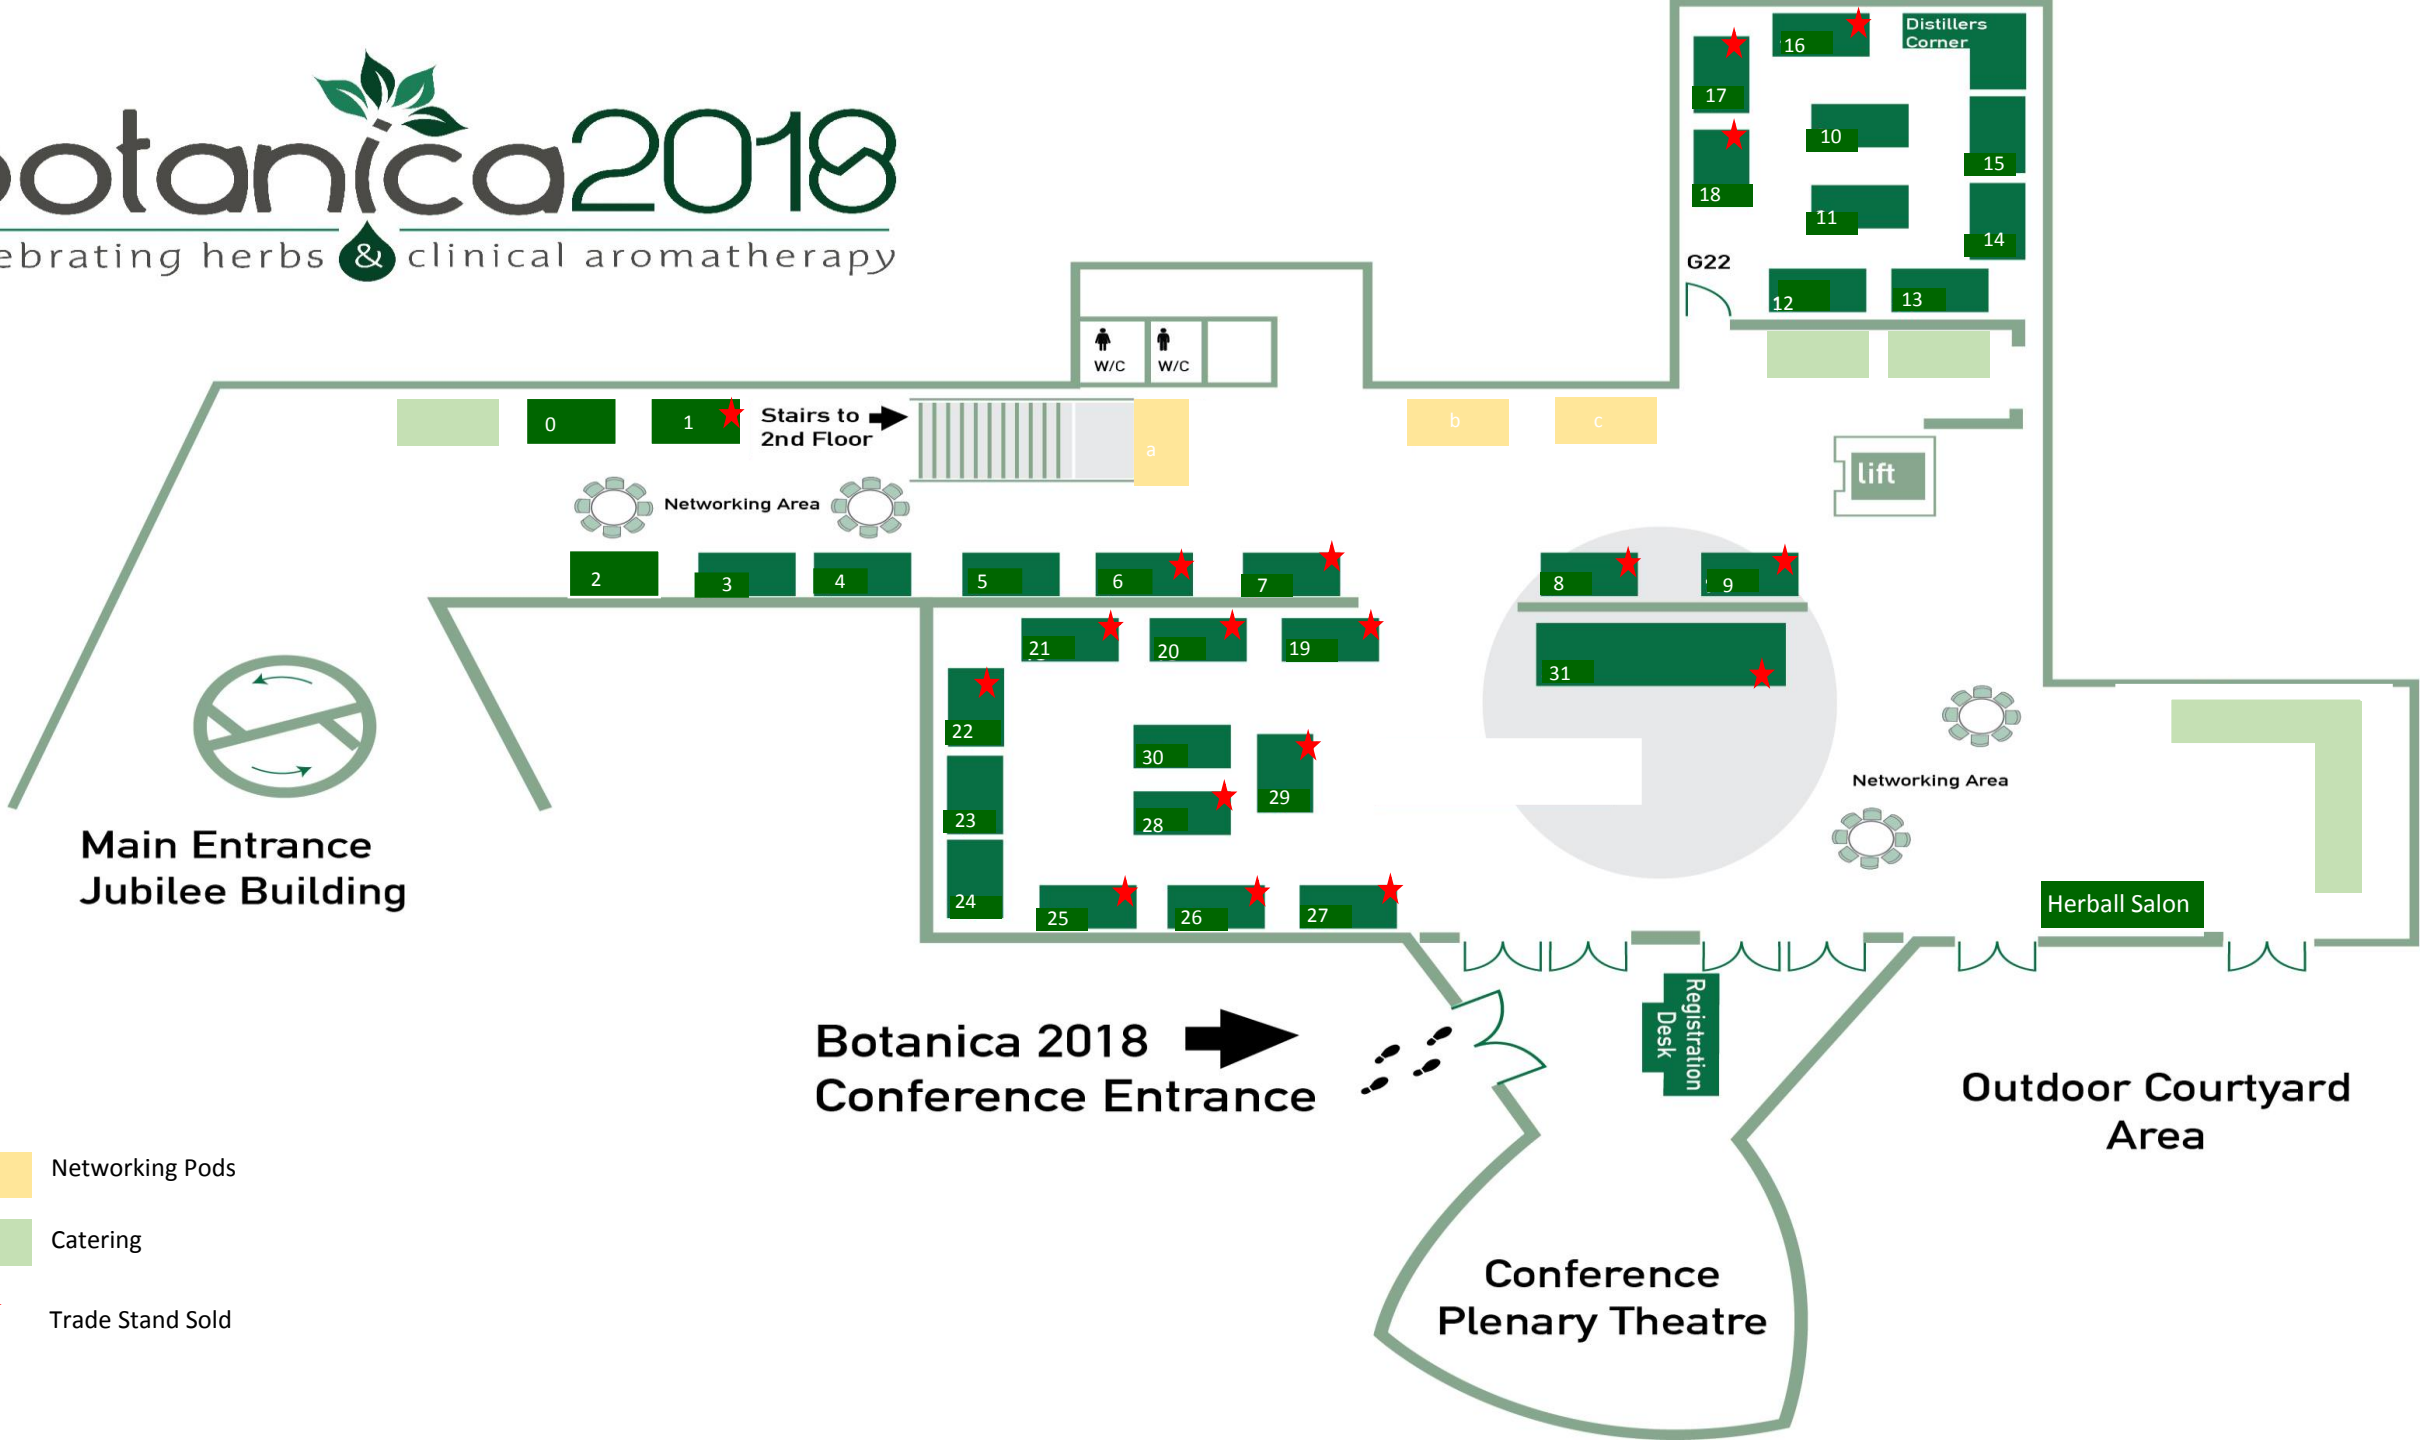 botanica2018
ebrating herbs & clinical aromatherapy
16
Distillers
Corner
17
10
15
18
11
14
G22
12
13
W/C
W/C
0
1
Stairs to
2nd Floor
a
b
c
lift
Networking Area
2
3
4
5
6
7
8
9
21
20
19
31
22
30
29
23
28
24
25
26
27
Networking Area
Herball Salon
Main Entrance
Jubilee Building
Registration
Desk
Botanica 2018
Conference Entrance
Outdoor Courtyard
Area
Networking Pods
Catering
Trade Stand Sold
Conference
Plenary Theatre